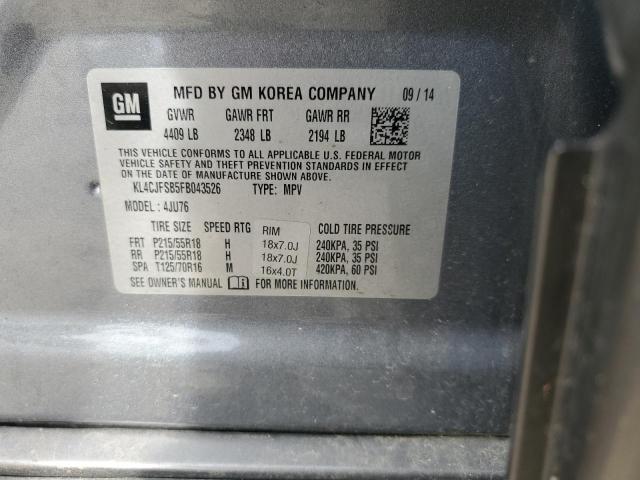 GM
MFD BY GM KOREA COMPANY 09/14
GVWR GAWR FRT GAWR RR
4409 LB 2348 LB 2194 LB
THIS VEHICLE CONFORMS TO ALL APPLICABLE U.S. FEDERAL MOTOR
VEHICLE SAFETY AND THEFT PREVENTION STANDARDS IN EFFECT
ON THE DATE OF MANUFACTURE SHOWN ABOVE.
KL4CJFSB5FB043526 TYPE: MPV
MODEL: 4JU76
TIRE SIZE SPEED RTG RIM COLD TIRE PRESSURE
FRT P215/55R18 H 18x7.0J 240KPA, 35 PSI
RR P215/55R18 H 18x7.0J 240KPA, 35 PSI
SPA T125/70R16 M 16x4.0T 420KPA, 60 PSI
SEE OWNER'S MANUAL FOR MORE INFORMATION.